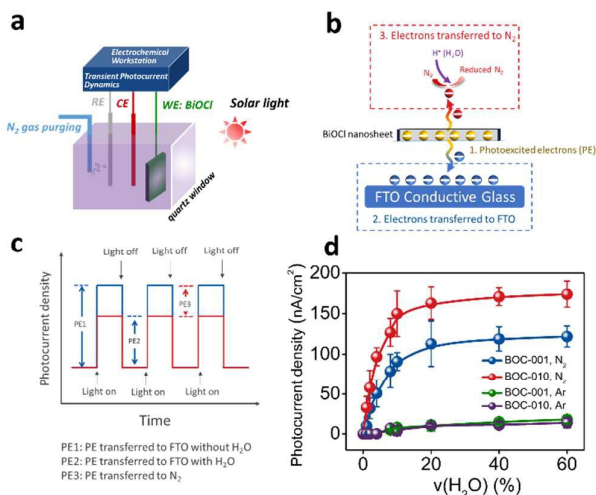 a
Electrochemical
Workstation
Transient Photocurrent
Dynamics
RE
CE
WE: BiOCl
Solar light
N2 gas purging
quartz window
b
3. Electrons transferred to N2
H+ (H2O)
N2
Reduced N2
BiOCl nanosheet
1. Photoexcited electrons (PE)
FTO Conductive Glass
2. Electrons transferred to FTO
c
Light off
Light off
Light off
Photocurrent density
PE1
PE2
PE3
Light on
Light on
Light on
Time
PE1: PE transferred to FTO without H2O
PE2: PE transferred to FTO with H2O
PE3: PE transferred to N2
d
Photocurrent density (nA/cm2)
200
150
100
50
0
BOC-001, N2
BOC-010, N2
BOC-001, Ar
BOC-010, Ar
0 20 40 60
v(H2O) (%)